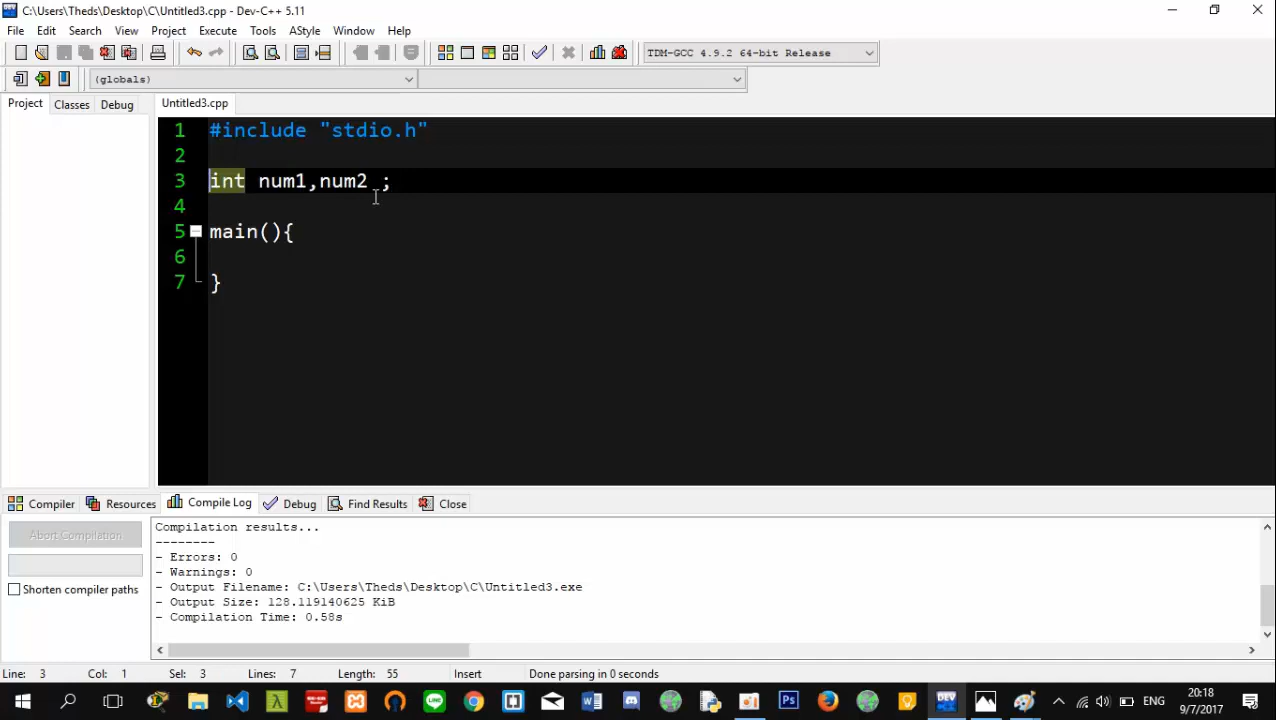 C:\Users\Theds\Desktop\C\Untitled3.cpp - Dev-C++ 5.11
File Edit Search View Project Execute Tools AStyle Window Help
TDM-GCC 4.9.2 64-bit Release
(globals)
Project Classes Debug Untitled3.cpp
1 #include "stdio.h"
2
3 int num1,num2 ;
4
5 main(){
6
7 }
Compiler Resources Compile Log Debug Find Results Close
Abort Compilation
Shorten compiler paths
Compilation results...
--------
- Errors: 0
- Warnings: 0
- Output Filename: C:\Users\Theds\Desktop\C\Untitled3.exe
- Output Size: 128.119140625 KiB
- Compilation Time: 0.58s
Line: 3 Col: 1 Sel: 3 Lines: 7 Length: 55 Insert Done parsing in 0 seconds
ENG
20:18
9/7/2017